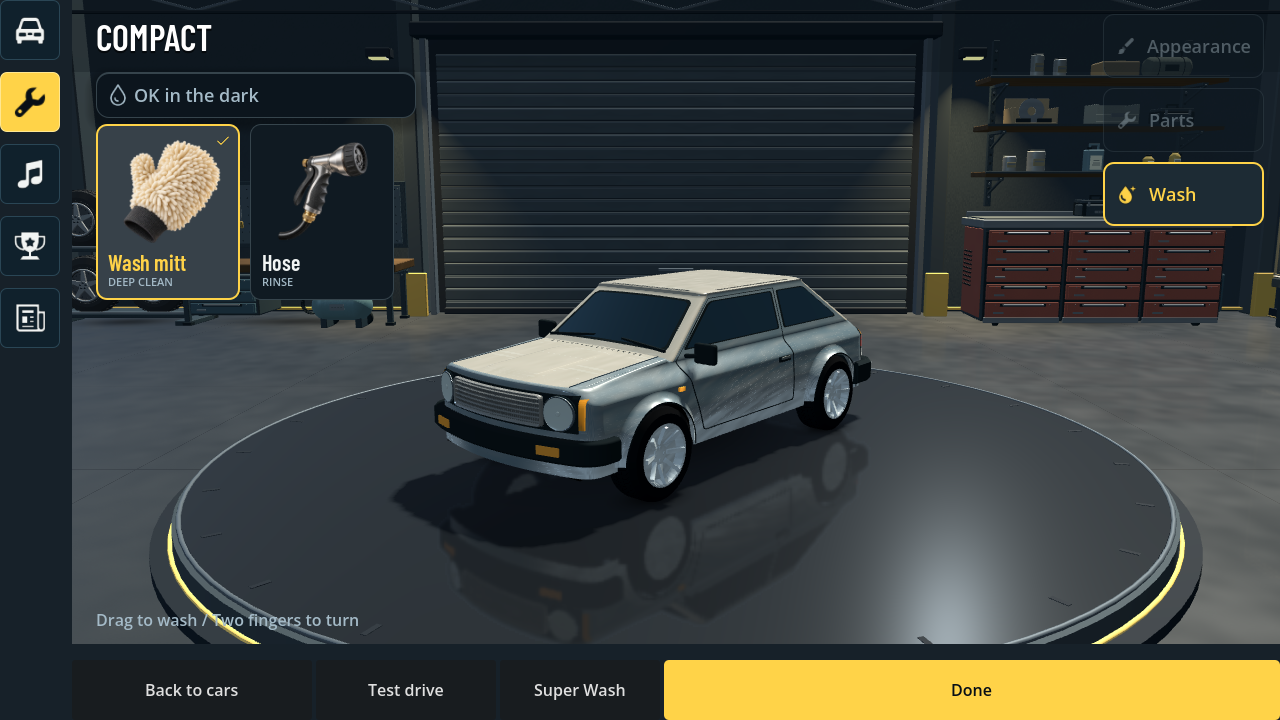 COMPACT
OK in the dark
Wash mitt
DEEP CLEAN
Hose
RINSE
Appearance
Parts
Wash
Drag to wash / Two fingers to turn
Back to cars
Test drive
Super Wash
Done